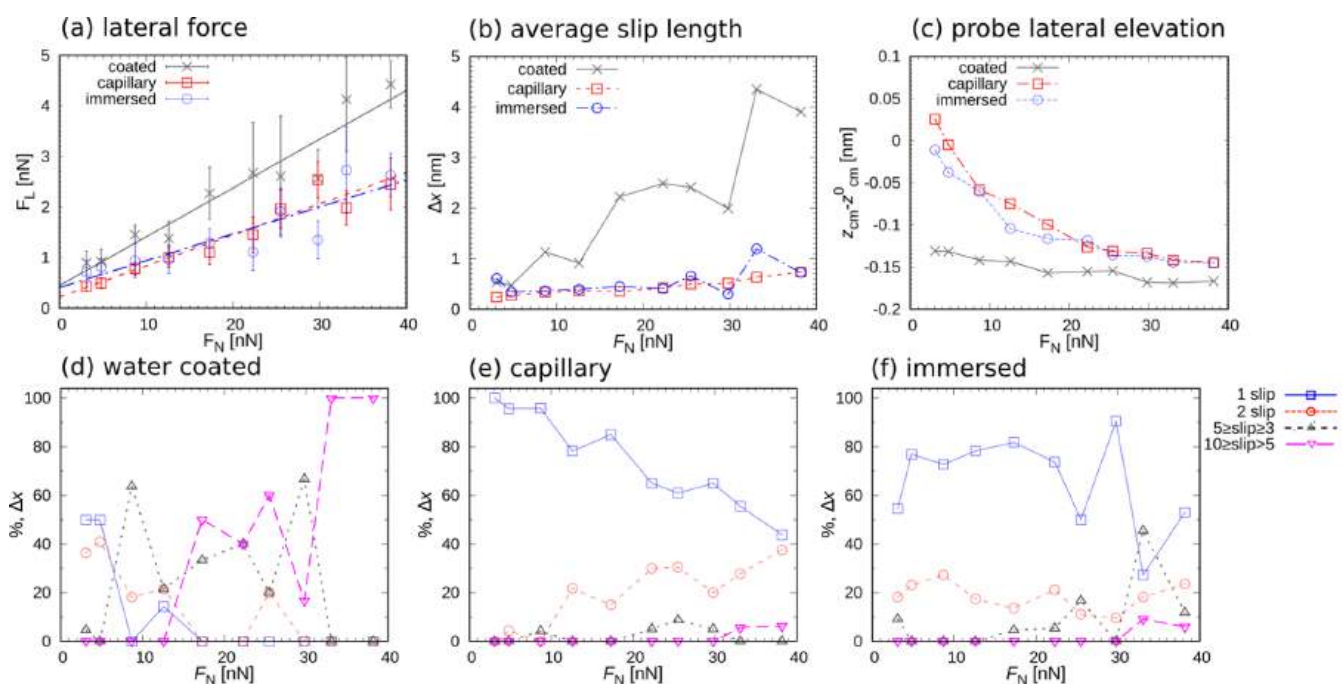 (a) lateral force
(b) average slip length
(c) probe lateral elevation
5
4
3
2
1
0
F_L [nN]
coated
capillary
immersed
0 10 20 30 40
F_N [nN]
5
4
3
2
1
0
Δx [nm]
coated
capillary
immersed
0 10 20 30 40
F_N [nN]
0.1
0.05
0
-0.05
-0.1
-0.15
-0.2
z_cm-z^0_cm [nm]
coated
capillary
immersed
0 10 20 30 40
F_N [nN]
(d) water coated
(e) capillary
(f) immersed
100
80
60
40
20
0
%, Δx
0 10 20 30 40
F_N [nN]
100
80
60
40
20
0
%, Δx
0 10 20 30 40
F_N [nN]
100
80
60
40
20
0
%, Δx
0 10 20 30 40
F_N [nN]
1 slip
2 slip
5≥slip≥3
10≥slip>5